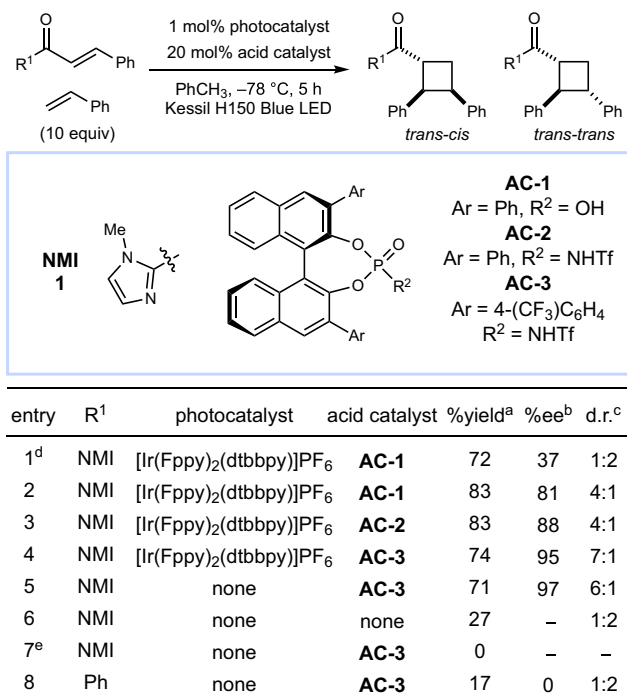 O
R1
Ph
Ph
(10 equiv)
1 mol% photocatalyst
20 mol% acid catalyst
PhCH3, –78 °C, 5 h
Kessil H150 Blue LED
O
R1
Ph
Ph
trans-cis
O
R1
Ph
Ph
trans-trans
NMI
1
Me
N
N
Ar
O
O
P
O
R2
Ar
AC-1
Ar = Ph, R2 = OH
AC-2
Ar = Ph, R2 = NHTf
AC-3
Ar = 4-(CF3)C6H4
R2 = NHTf
entry R1 photocatalyst acid catalyst %yielda %eeb d.r.c
1d NMI [Ir(Fppy)2(dtbbpy)]PF6 AC-1 72 37 1:2
2 NMI [Ir(Fppy)2(dtbbpy)]PF6 AC-1 83 81 4:1
3 NMI [Ir(Fppy)2(dtbbpy)]PF6 AC-2 83 88 4:1
4 NMI [Ir(Fppy)2(dtbbpy)]PF6 AC-3 74 95 7:1
5 NMI none AC-3 71 97 6:1
6 NMI none none 27 – 1:2
7e NMI none AC-3 0 – –
8 Ph none AC-3 17 0 1:2